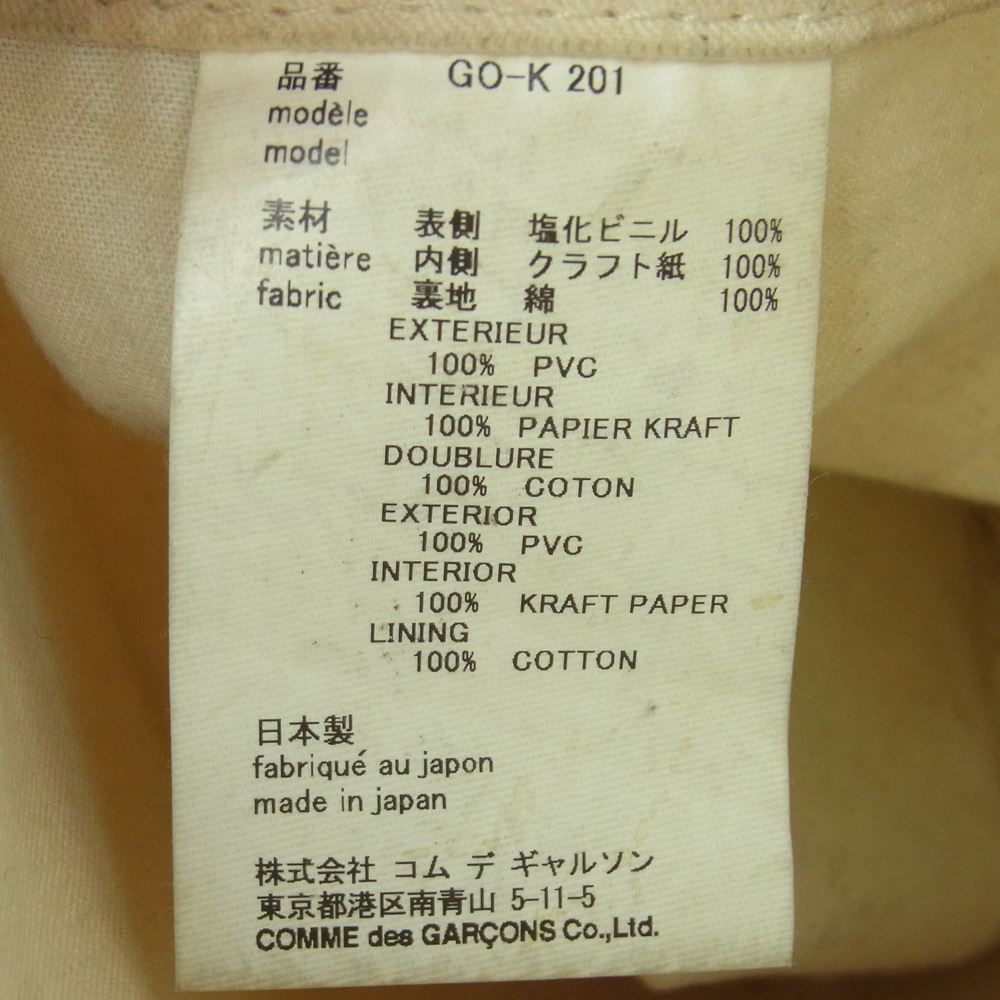 品番 GO-K 201
modèle
model
素材 表側 塩化ビニル 100%
matière 内側 クラフト紙 100%
fabric 裏地 綿 100%
EXTERIEUR
100% PVC
INTERIEUR
100% PAPIER KRAFT
DOUBLURE
100% COTON
EXTERIOR
100% PVC
INTERIOR
100% KRAFT PAPER
LINING
100% COTTON
日本製
fabriqué au japon
made in japan
株式会社 コム デ ギャルソン
東京都港区南青山 5-11-5
COMME des GARÇONS Co.,Ltd.